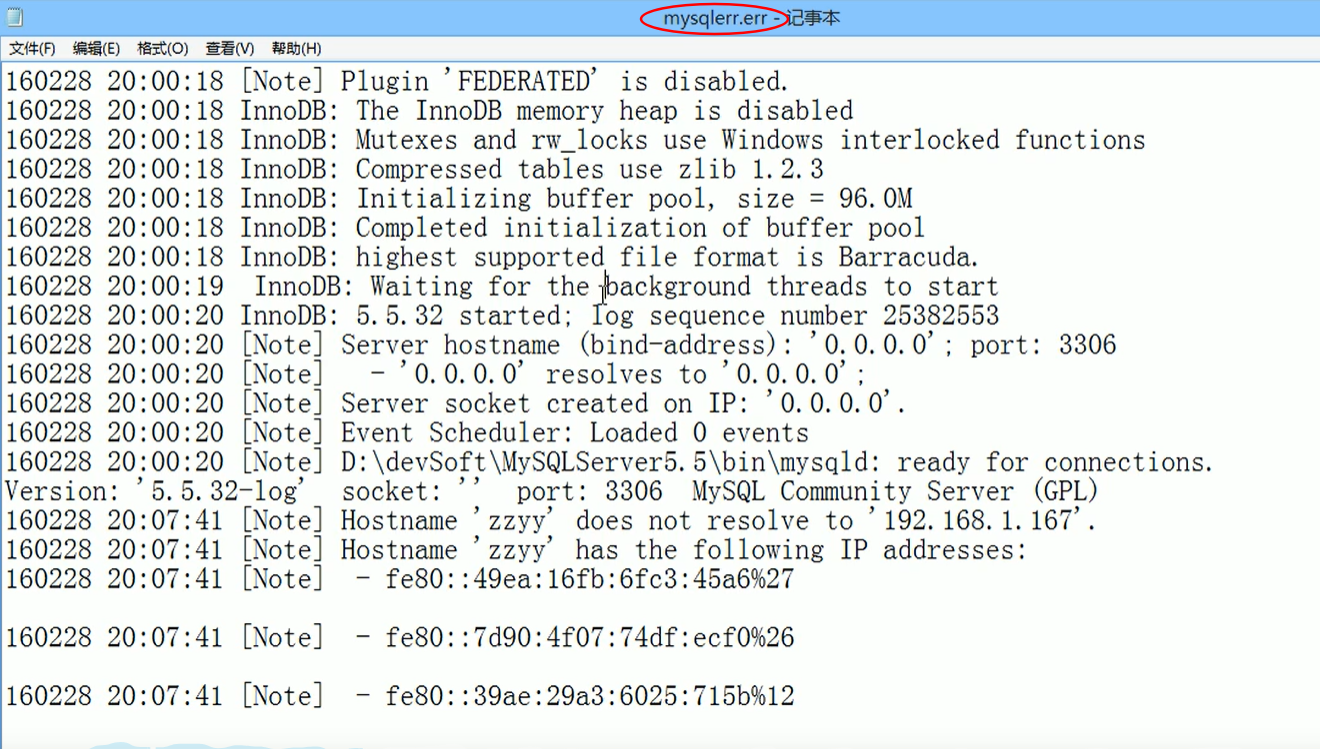 mysqlerr.err - 记事本
文件(F) 编辑(E) 格式(O) 查看(V) 帮助(H)
160228 20:00:18 [Note] Plugin 'FEDERATED' is disabled.
160228 20:00:18 InnoDB: The InnoDB memory heap is disabled
160228 20:00:18 InnoDB: Mutexes and rw_locks use Windows interlocked functions
160228 20:00:18 InnoDB: Compressed tables use zlib 1.2.3
160228 20:00:18 InnoDB: Initializing buffer pool, size = 96.0M
160228 20:00:18 InnoDB: Completed initialization of buffer pool
160228 20:00:18 InnoDB: highest supported file format is Barracuda.
160228 20:00:19  InnoDB: Waiting for the background threads to start
160228 20:00:20 InnoDB: 5.5.32 started; log sequence number 25382553
160228 20:00:20 [Note] Server hostname (bind-address): '0.0.0.0'; port: 3306
160228 20:00:20 [Note]   - '0.0.0.0' resolves to '0.0.0.0';
160228 20:00:20 [Note] Server socket created on IP: '0.0.0.0'.
160228 20:00:20 [Note] Event Scheduler: Loaded 0 events
160228 20:00:20 [Note] D:\devSoft\MySQLServer5.5\bin\mysqld: ready for connections.
Version: '5.5.32-log'  socket: ''  port: 3306  MySQL Community Server (GPL)
160228 20:07:41 [Note] Hostname 'zzyy' does not resolve to '192.168.1.167'.
160228 20:07:41 [Note] Hostname 'zzyy' has the following IP addresses:
160228 20:07:41 [Note]  - fe80::49ea:16fb:6fc3:45a6%27
160228 20:07:41 [Note]  - fe80::7d90:4f07:74df:ecf0%26
160228 20:07:41 [Note]  - fe80::39ae:29a3:6025:715b%12